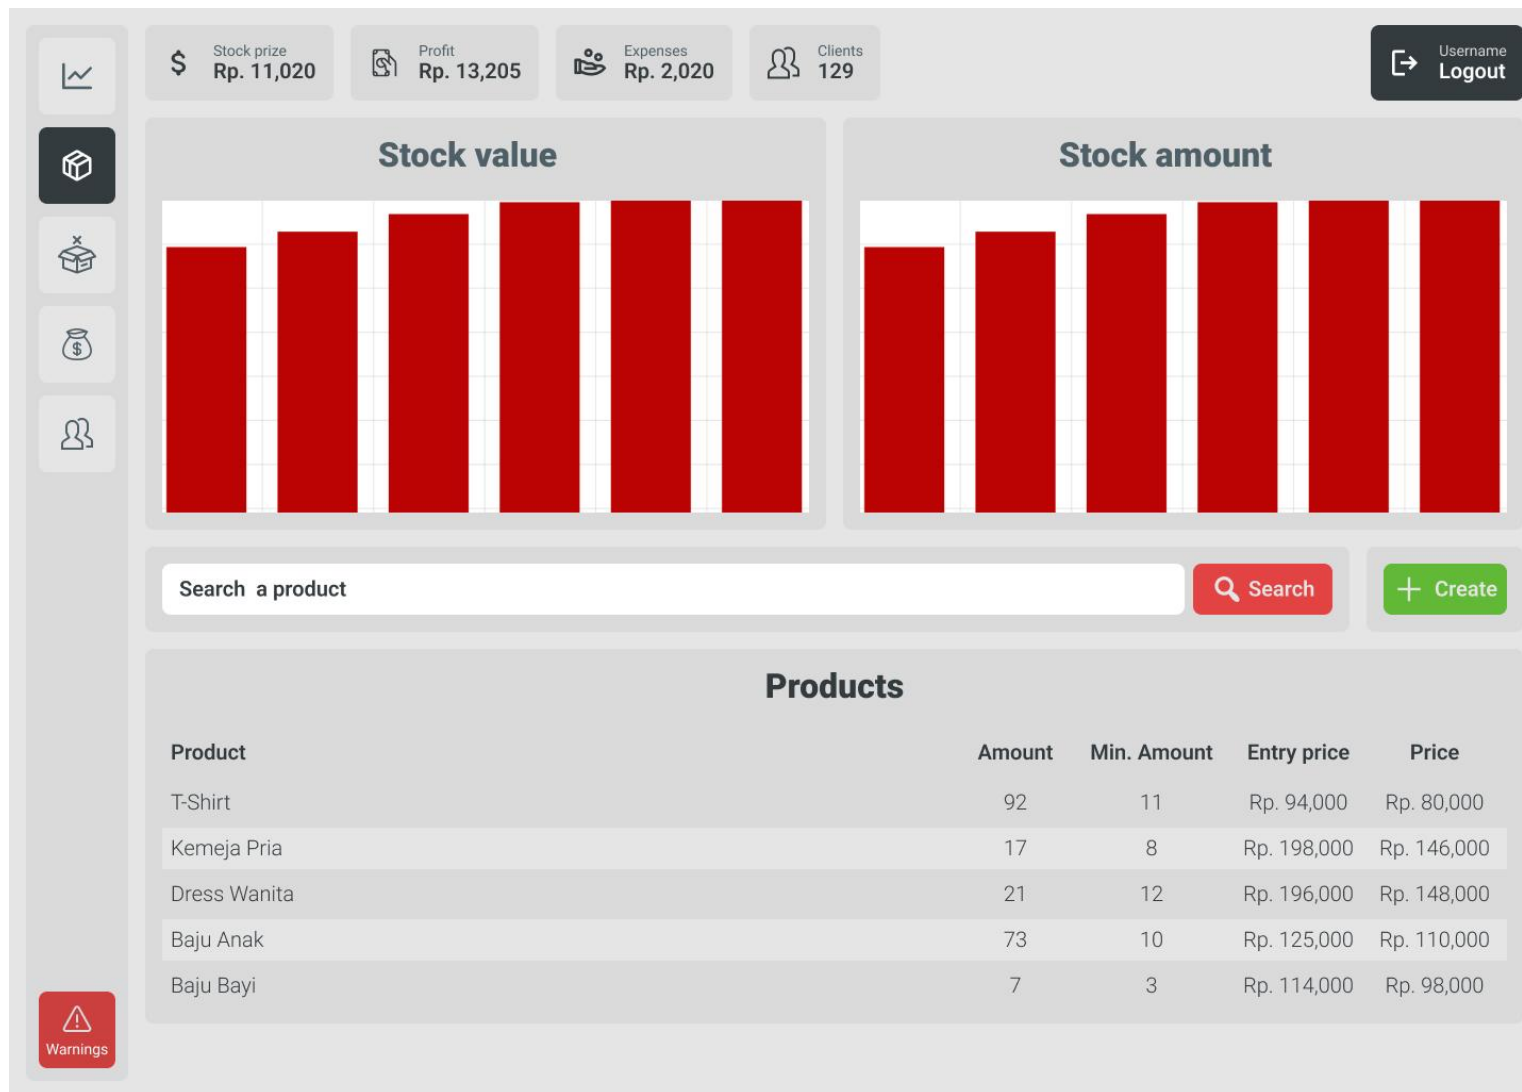 Stock prize
Rp. 11,020
Profit
Rp. 13,205
Expenses
Rp. 2,020
Clients
129
Username
Logout
Stock value
Stock amount
Search a product
Search
Create
Products
Product Amount Min. Amount Entry price Price
T-Shirt 92 11 Rp. 94,000 Rp. 80,000
Kemeja Pria 17 8 Rp. 198,000 Rp. 146,000
Dress Wanita 21 12 Rp. 196,000 Rp. 148,000
Baju Anak 73 10 Rp. 125,000 Rp. 110,000
Baju Bayi 7 3 Rp. 114,000 Rp. 98,000
Warnings